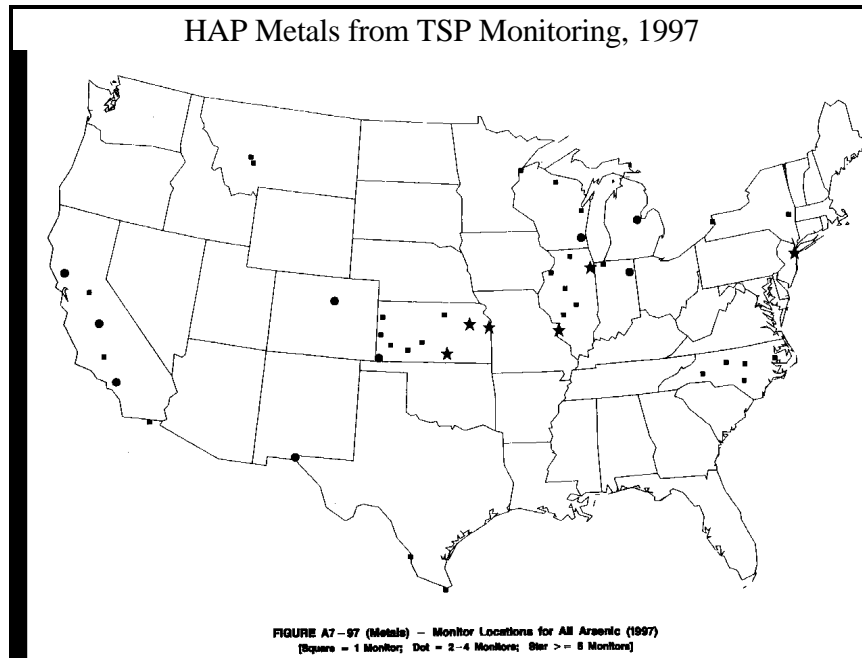 HAP Metals from TSP Monitoring, 1997
FIGURE A7-97 (Metals) - Monitor Locations for All Arsenic (1997)
[Square = 1 Monitor; Dot = 2-4 Monitors; Star >= 5 Monitors]